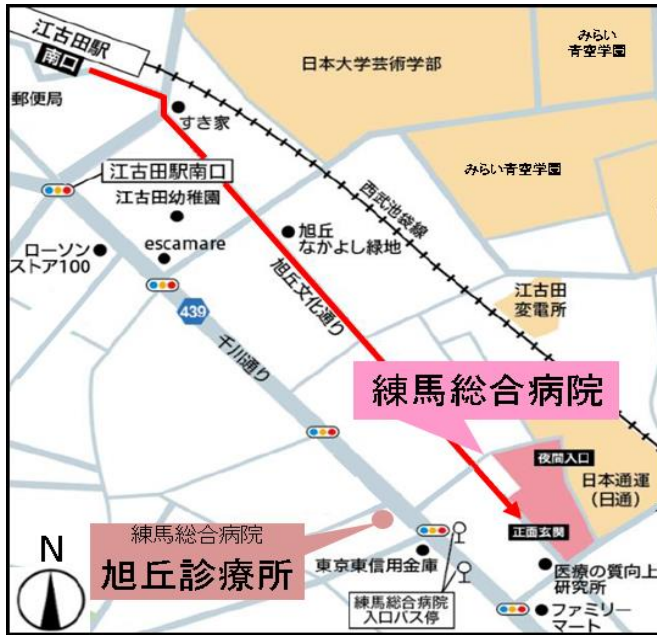 江古田駅
南口
郵便局
すき家
日本大学芸術学部
みらい
青空学園
みらい青空学園
江古田駅南口
江古田幼稚園
escamare
ローソン
ストア100
439
旭丘
なかよし緑地
西武池袋線
旭丘文化通り
千川通り
江古田
変電所
練馬総合病院
夜間入口
日本通運
(日通)
正面玄関
練馬総合病院
旭丘診療所
東京東信用金庫
練馬総合病院
入口バス停
医療の質向上
研究所
ファミリー
マート
N